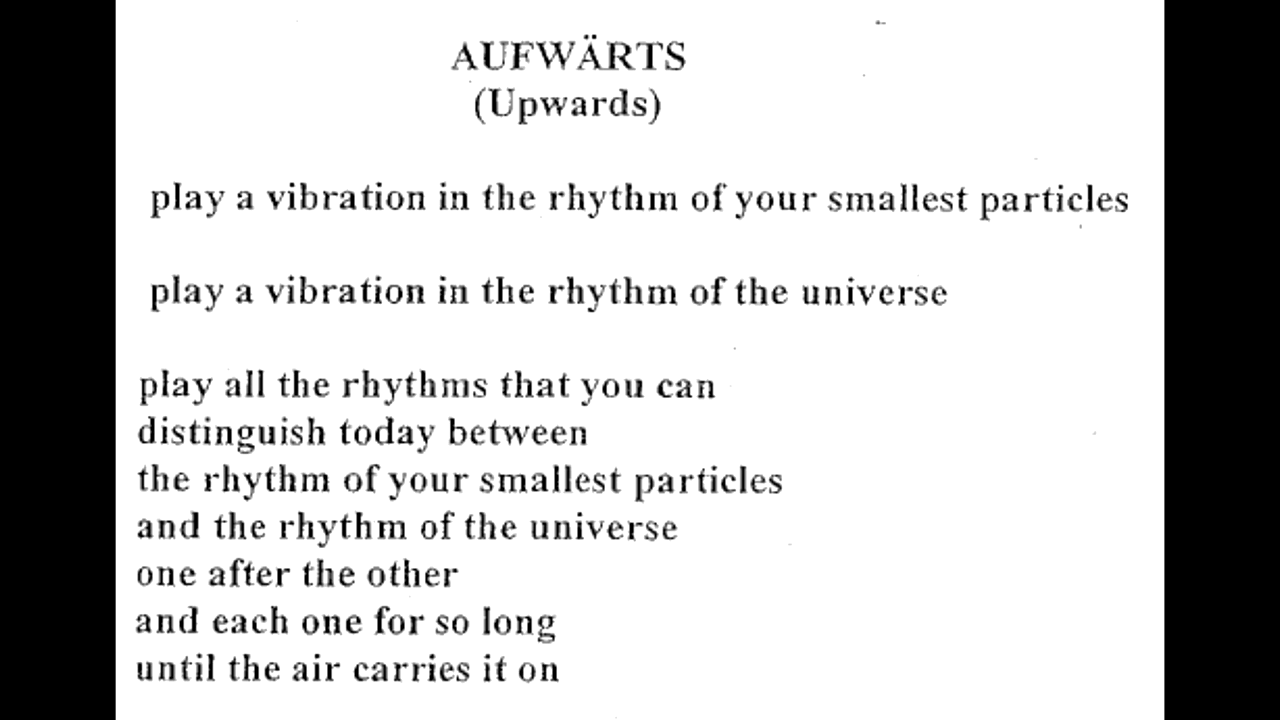 AUFWÄRTS
(Upwards)
play a vibration in the rhythm of your smallest particles
play a vibration in the rhythm of the universe
play all the rhythms that you can
distinguish today between
the rhythm of your smallest particles
and the rhythm of the universe
one after the other
and each one for so long
until the air carries it on